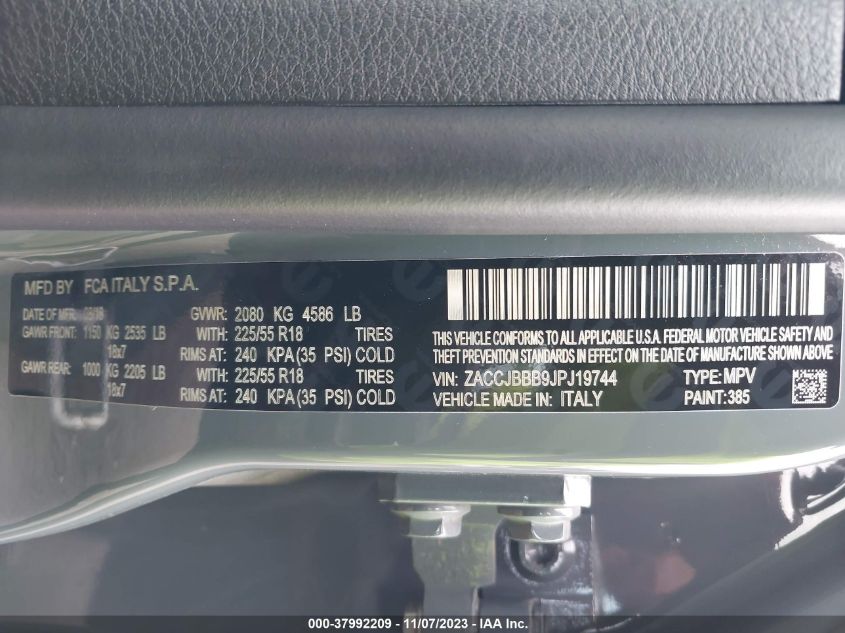 MFD BY FCA ITALY S.P.A.
DATE OF MFR. 08/18 GVWR: 2080 KG 4586 LB
GAWR FRONT: 1150 KG 2535 LB WITH: 225/55 R18 TIRES
18x7 RIMS AT: 240 KPA (35 PSI) COLD
GAWR REAR: 1000 KG 2205 LB WITH: 225/55 R18 TIRES
18x7 RIMS AT: 240 KPA (35 PSI) COLD
THIS VEHICLE CONFORMS TO ALL APPLICABLE U.S.A. FEDERAL MOTOR VEHICLE SAFETY AND
THEFT PREVENTION STANDARDS IN EFFECT ON THE DATE OF MANUFACTURE SHOWN ABOVE
VIN: ZACCJBBB9JPJ19744 TYPE: MPV
VEHICLE MADE IN: ITALY PAINT: 385
000-37992209 - 11/07/2023 - IAA Inc.